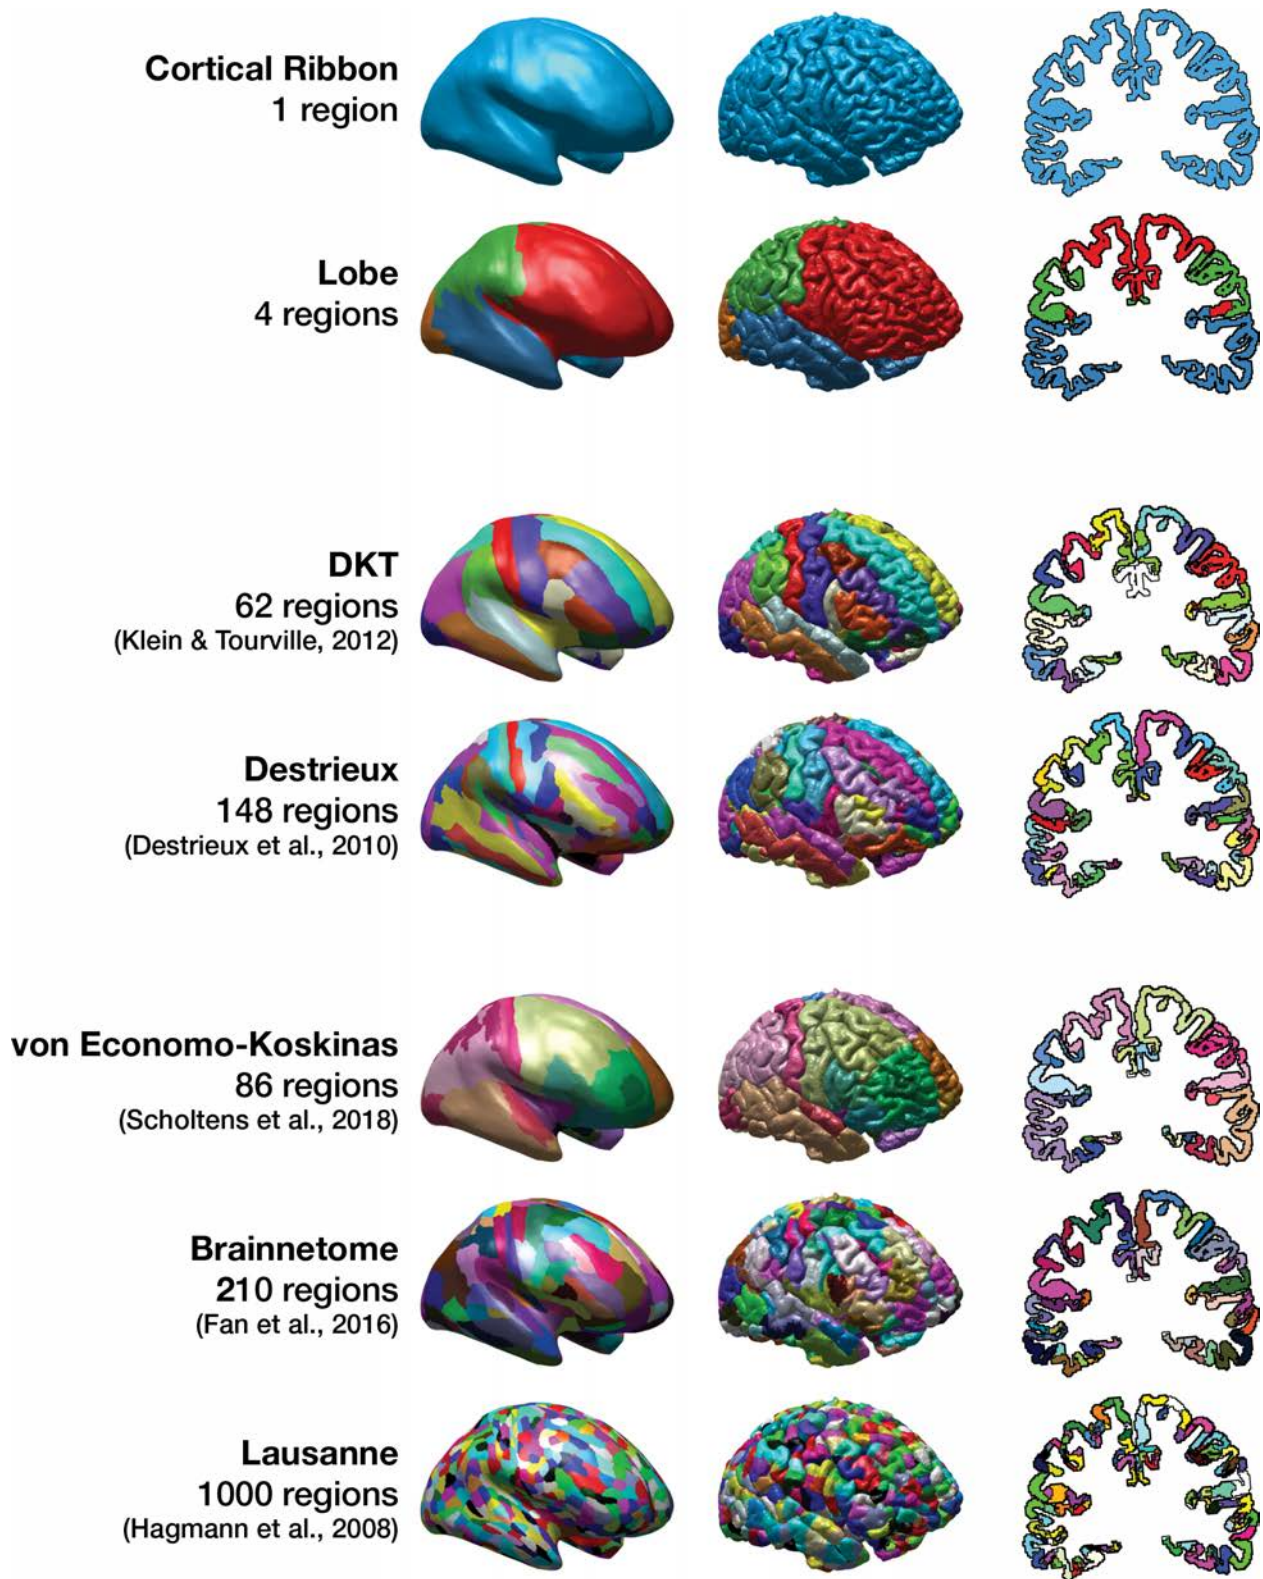 Cortical Ribbon
1 region
Lobe
4 regions
DKT
62 regions
(Klein & Tourville, 2012)
Destrieux
148 regions
(Destrieux et al., 2010)
von Economo-Koskinas
86 regions
(Scholtens et al., 2018)
Brainnetome
210 regions
(Fan et al., 2016)
Lausanne
1000 regions
(Hagmann et al., 2008)